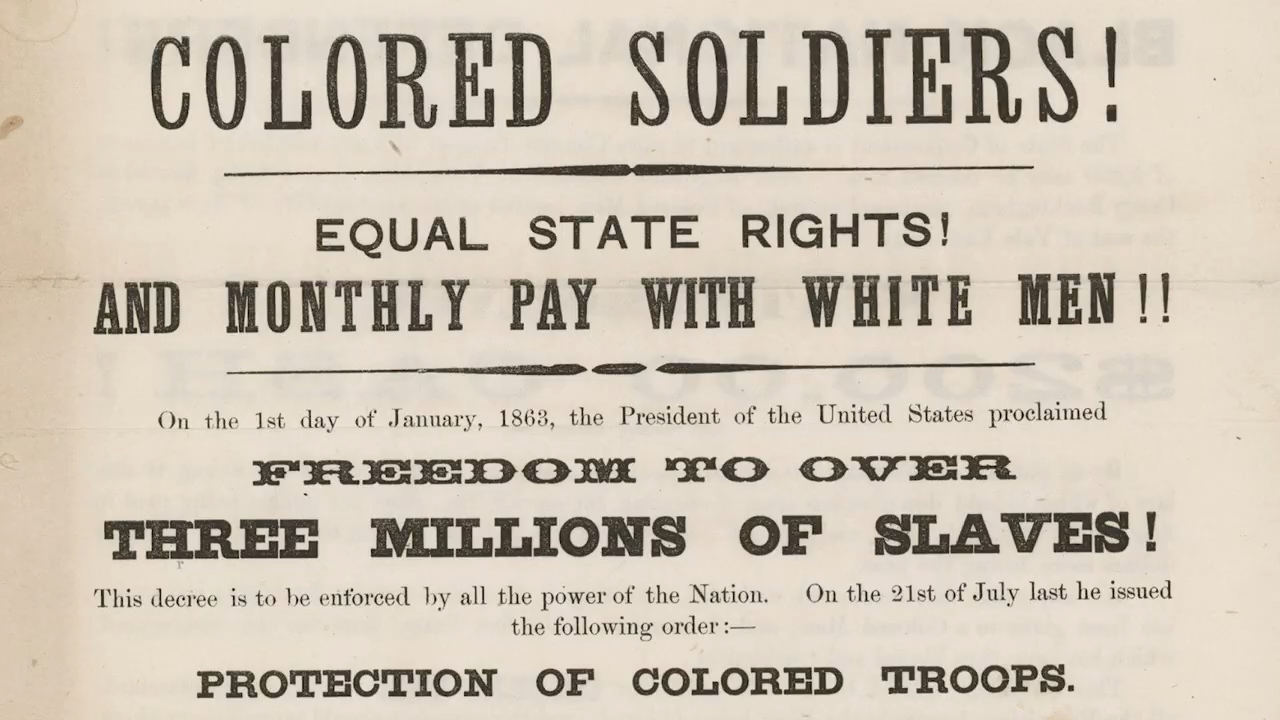 COLORED SOLDIERS!
EQUAL STATE RIGHTS!
AND MONTHLY PAY WITH WHITE MEN!!
On the 1st day of January, 1863, the President of the United States proclaimed
FREEDOM TO OVER
THREE MILLIONS OF SLAVES!
This decree is to be enforced by all the power of the Nation. On the 21st of July last he issued
the following order:—
PROTECTION OF COLORED TROOPS.